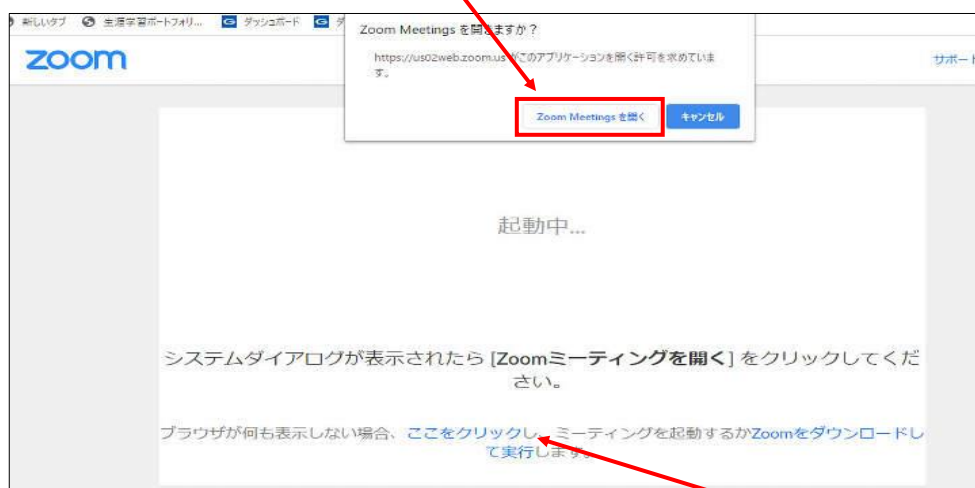 新しいタブ 生涯学習ポートフォリ... ダッシュボード
Zoom Meetings を開きますか?
https://us02web.zoom.us がこのアプリケーションを開く許可を求めていま
す。
zoom
サポート
Zoom Meetings を開く キャンセル
起動中...
システムダイアログが表示されたら [Zoomミーティングを開く] をクリックしてくだ
さい。
ブラウザが何も表示しない場合、ここをクリックし、ミーティングを起動するかZoomをダウンロードし
て実行します。